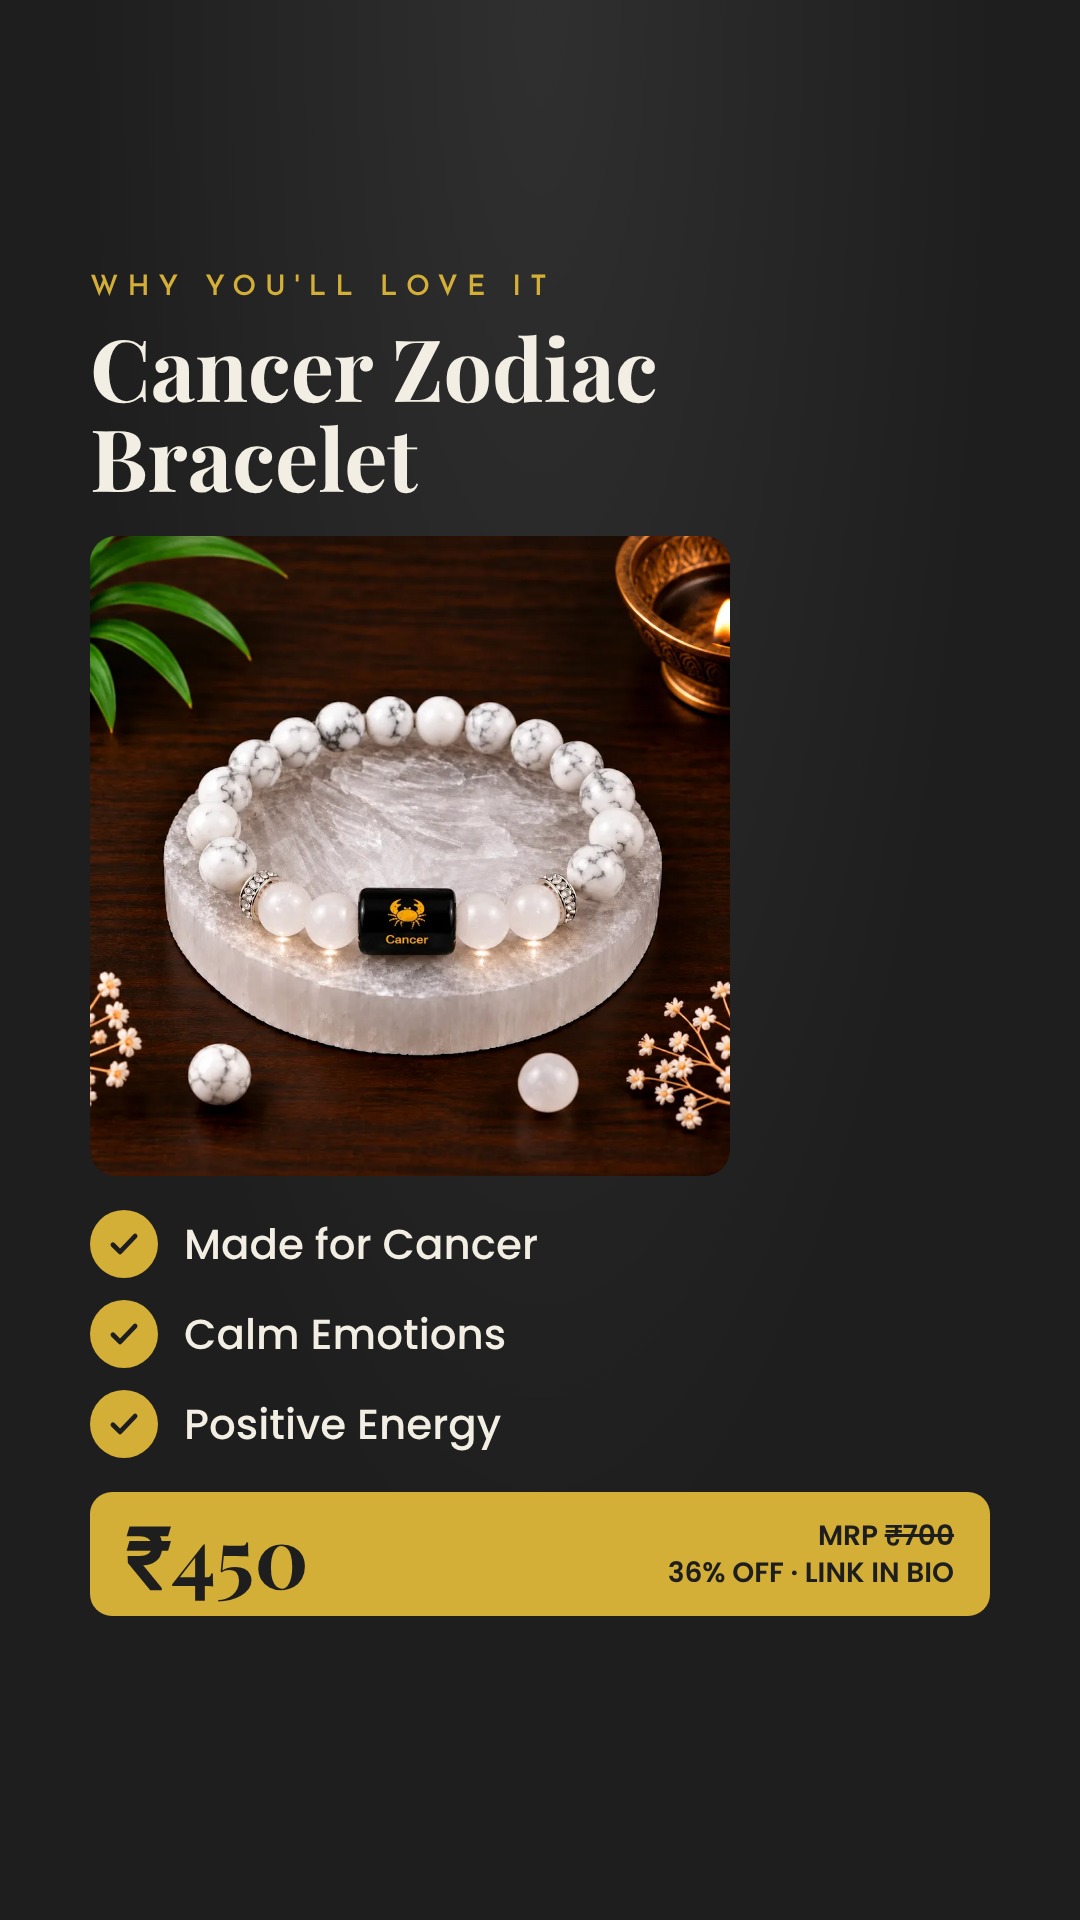 WHY YOU'LL LOVE IT
Cancer Zodiac
Bracelet
Cancer
Made for Cancer
Calm Emotions
Positive Energy
₹450
MRP ₹700
36% OFF · LINK IN BIO